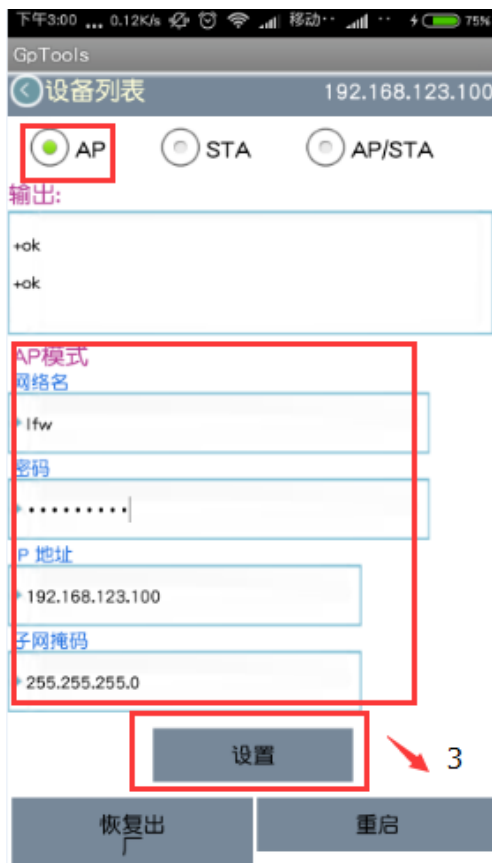 下午3:00 ... 0.12K/s 移动·· ·· 75%
GpTools
设备列表 192.168.123.100
AP STA AP/STA
输出:
+ok
+ok
AP模式
网络名
lfw
密码
•••••••••
IP 地址
192.168.123.100
子网掩码
255.255.255.0
设置 3
恢复出 重启
厂